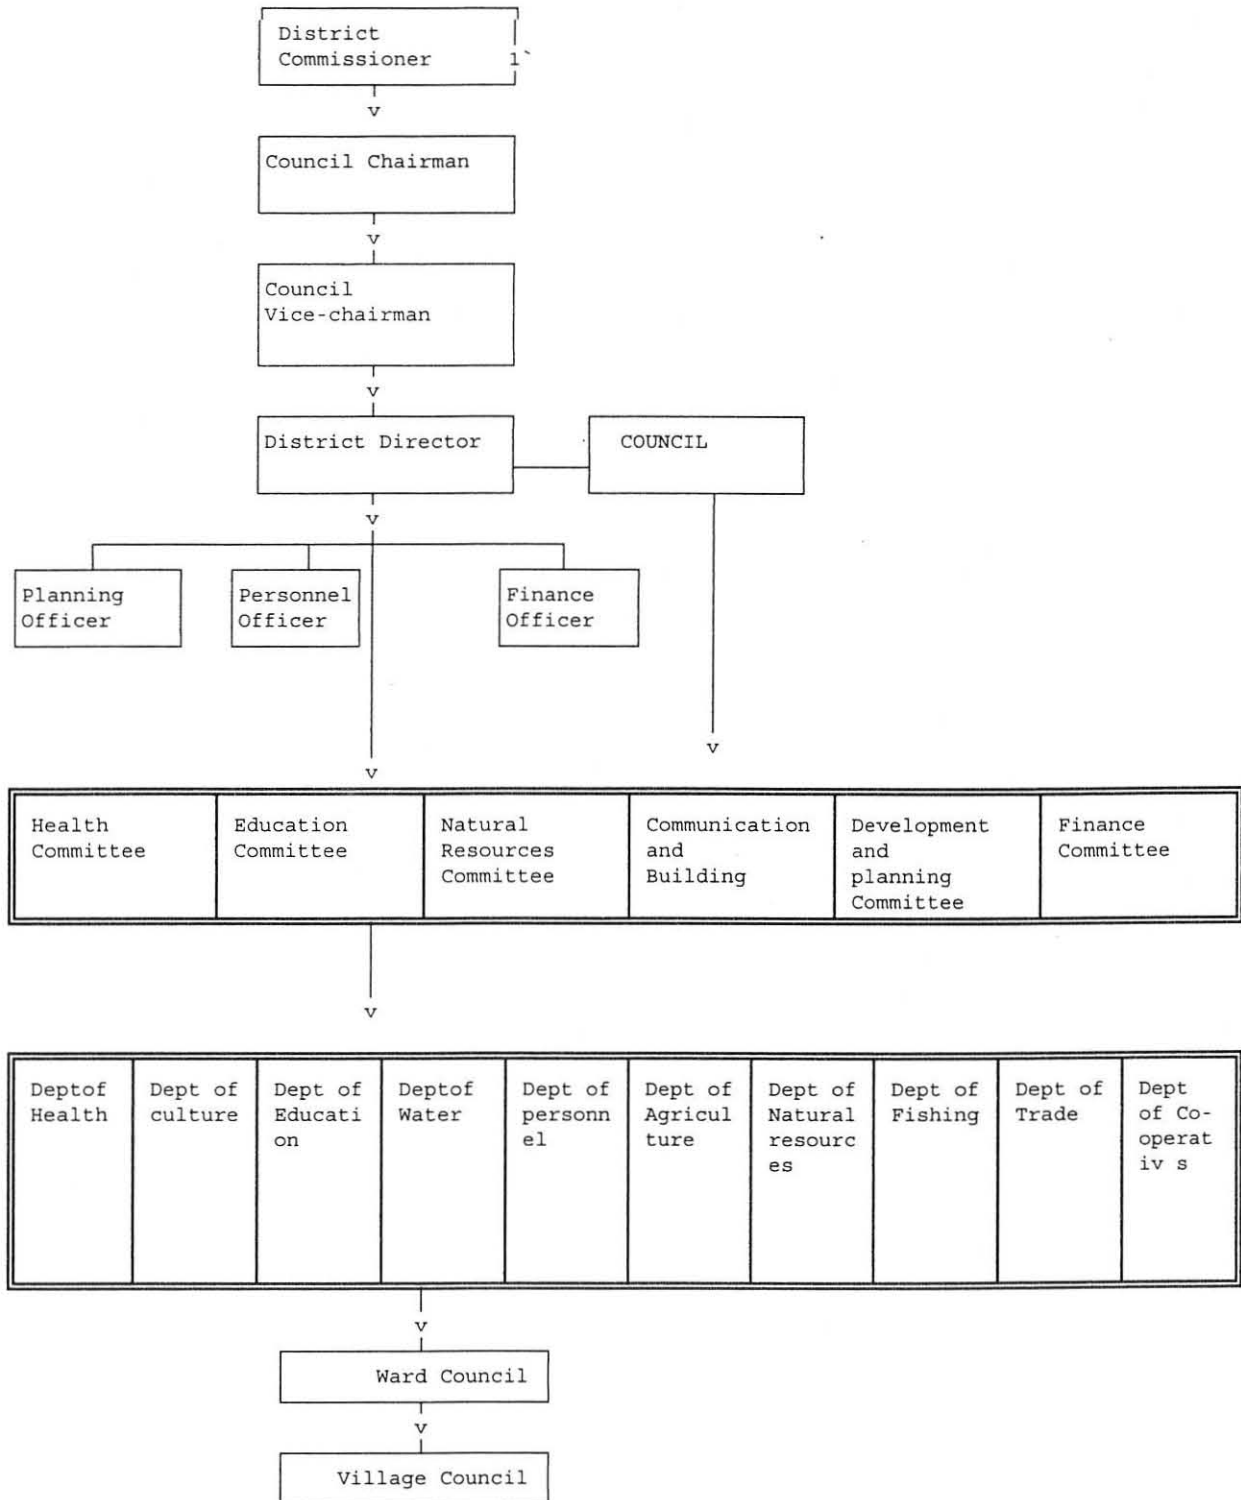 District
Commissioner 1`
v
Council Chairman
v
Council
Vice-chairman
v
District Director
COUNCIL
v
Planning
Officer
Personnel
Officer
Finance
Officer
v
v
Health
Committee
Education
Committee
Natural
Resources
Committee
Communication
and
Building
Development
and
planning
Committee
Finance
Committee
v
Deptof
Health
Dept of
culture
Dept of
Educati
on
Deptof
Water
Dept of
personn
el
Dept of
Agricul
ture
Dept of
Natural
resourc
es
Dept of
Fishing
Dept of
Trade
Dept
of Co-
operat
iv s
v
Ward Council
v
Village Council